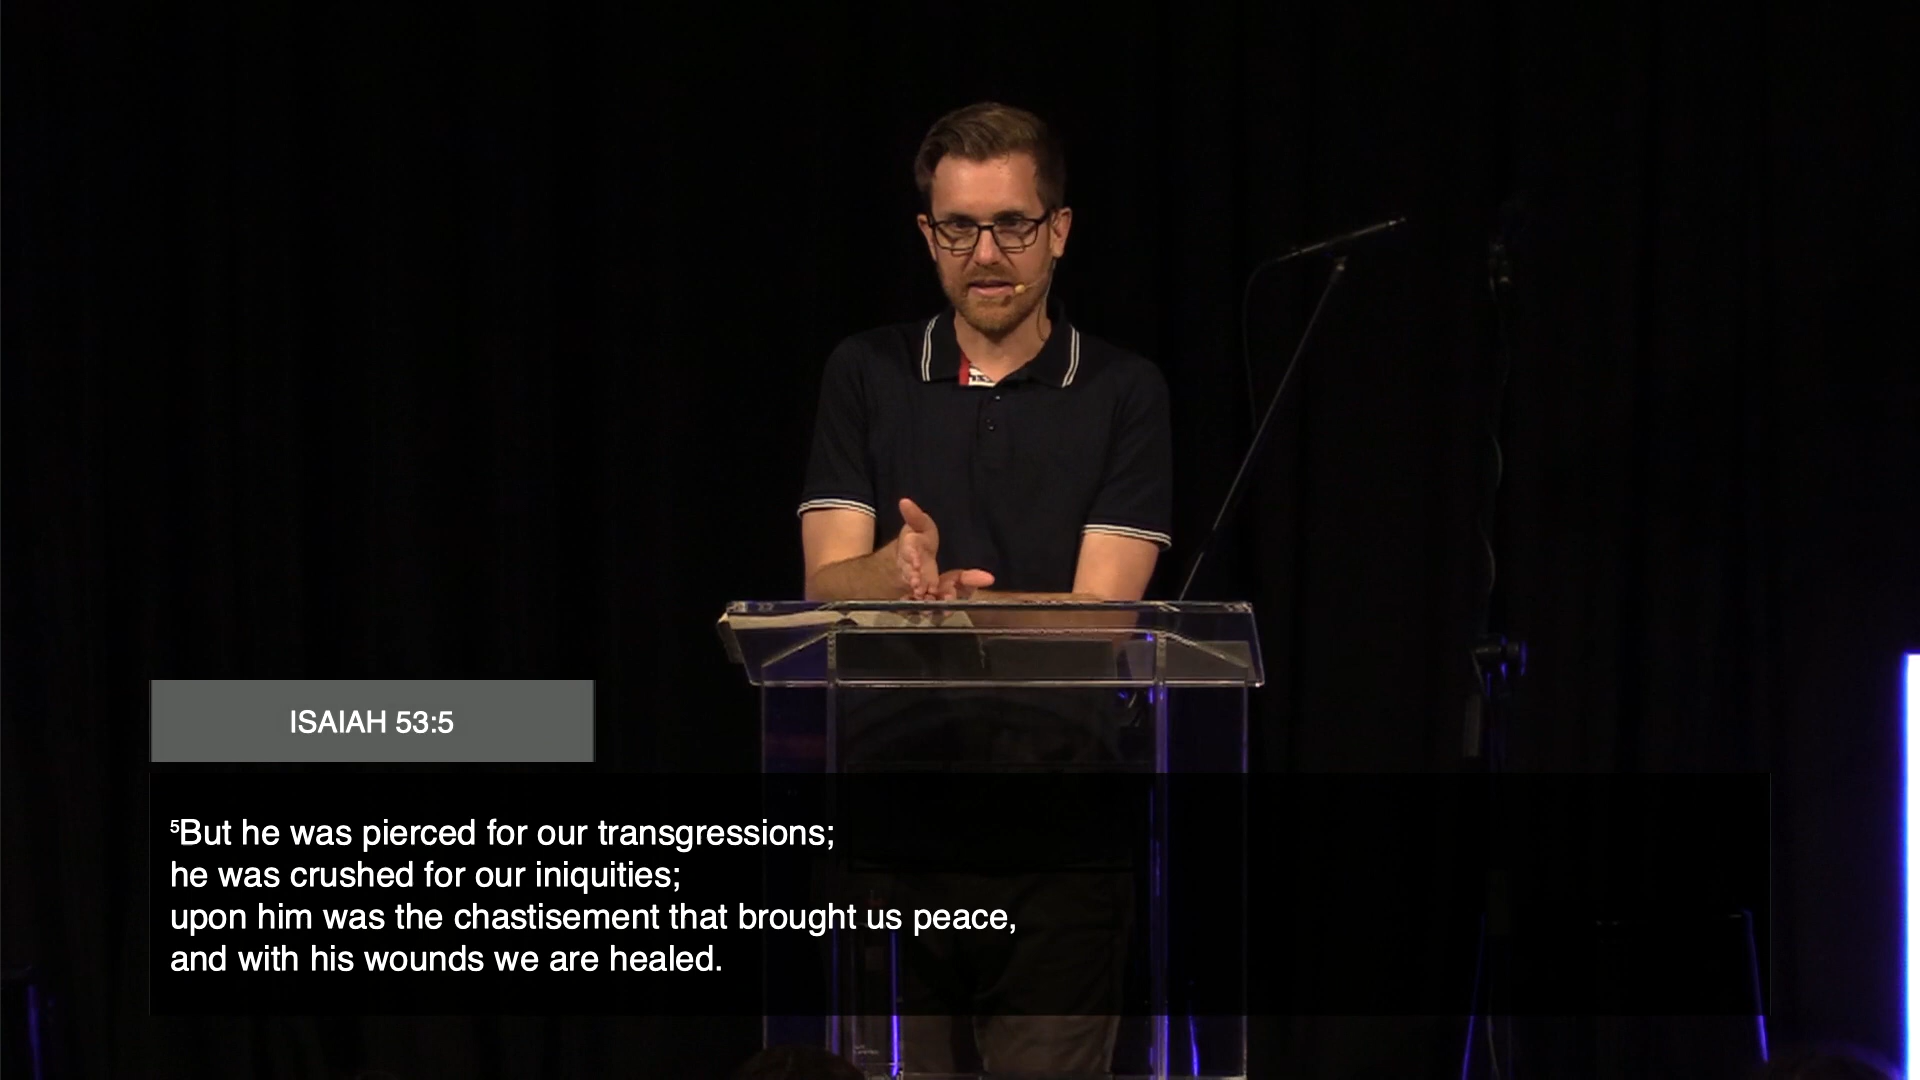 ISAIAH 53:5
⁵But he was pierced for our transgressions;
he was crushed for our iniquities;
upon him was the chastisement that brought us peace,
and with his wounds we are healed.